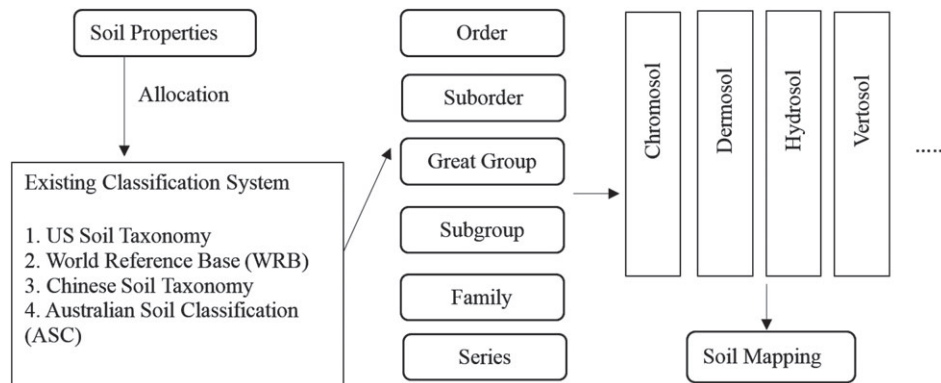 Soil Properties
Allocation
Existing Classification System
1. US Soil Taxonomy
2. World Reference Base (WRB)
3. Chinese Soil Taxonomy
4. Australian Soil Classification
(ASC)
Order
Suborder
Great Group
Subgroup
Family
Series
Chromosol
Dermosol
Hydrosol
Vertosol
.....
Soil Mapping